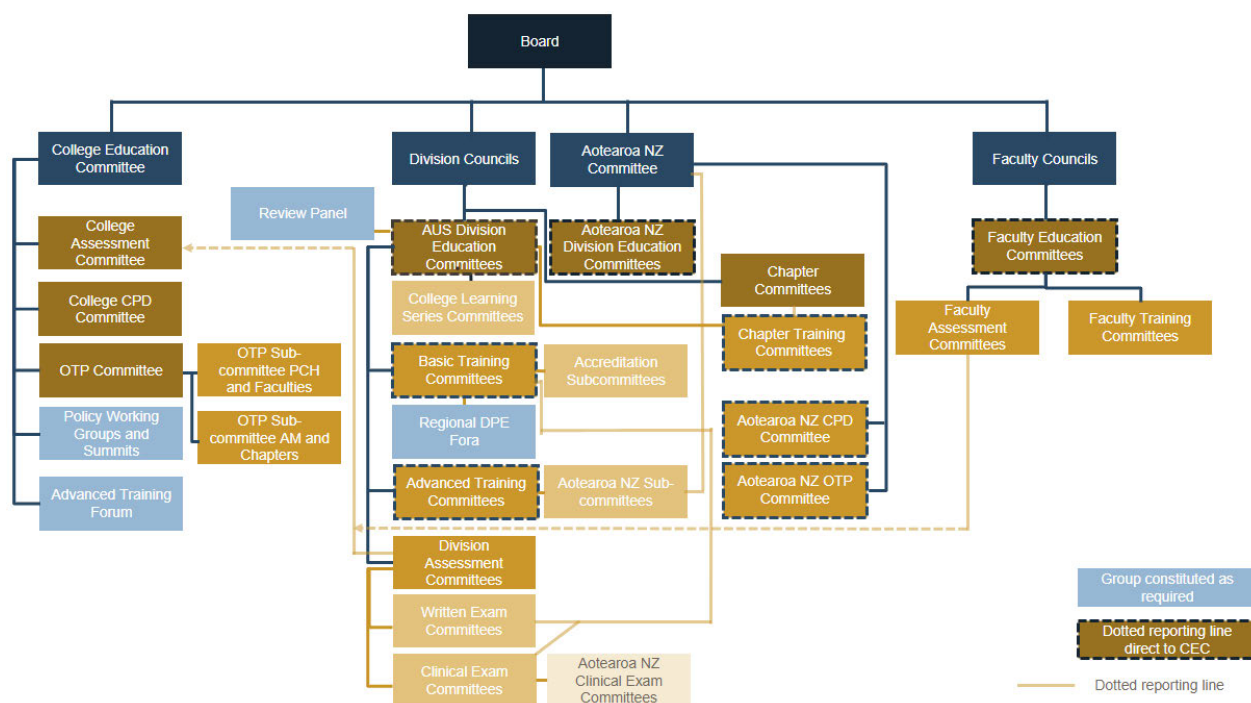 Board
College Education
Committee
Division Councils
Aotearoa NZ
Committee
Faculty Councils
Review Panel
College
Assessment
Committee
AUS Division
Education
Committees
Aotearoa NZ
Division Education
Committees
Faculty Education
Committees
Chapter
Committees
College CPD
Committee
College Learning
Series Committees
Faculty
Assessment
Committees
Faculty Training
Committees
Chapter Training
Committees
OTP Committee
OTP Sub-
committee PCH
and Faculties
Basic Training
Committees
Accreditation
Subcommittees
Policy Working
Groups and
Summits
OTP Sub-
committee AM and
Chapters
Regional DPE
Fora
Aotearoa NZ CPD
Committee
Advanced Training
Forum
Advanced Training
Committees
Aotearoa NZ Sub-
committees
Aotearoa NZ OTP
Committee
Division
Assessment
Committees
Written Exam
Committees
Clinical Exam
Committees
Aotearoa NZ
Clinical Exam
Committees
Group constituted as
required
Dotted reporting line
direct to CEC
Dotted reporting line